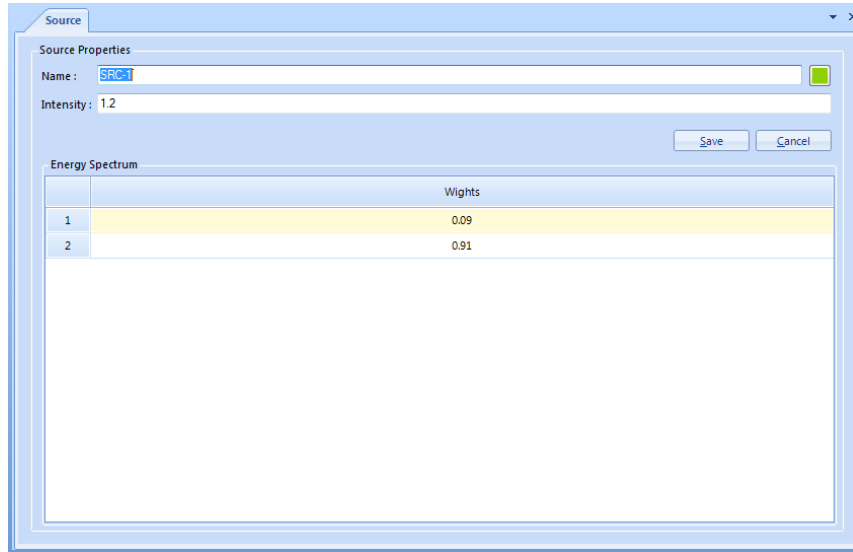 Source
Source Properties
Name : SRC-1
Intensity : 1.2
Save Cancel
Energy Spectrum
Wights
1 0.09
2 0.91